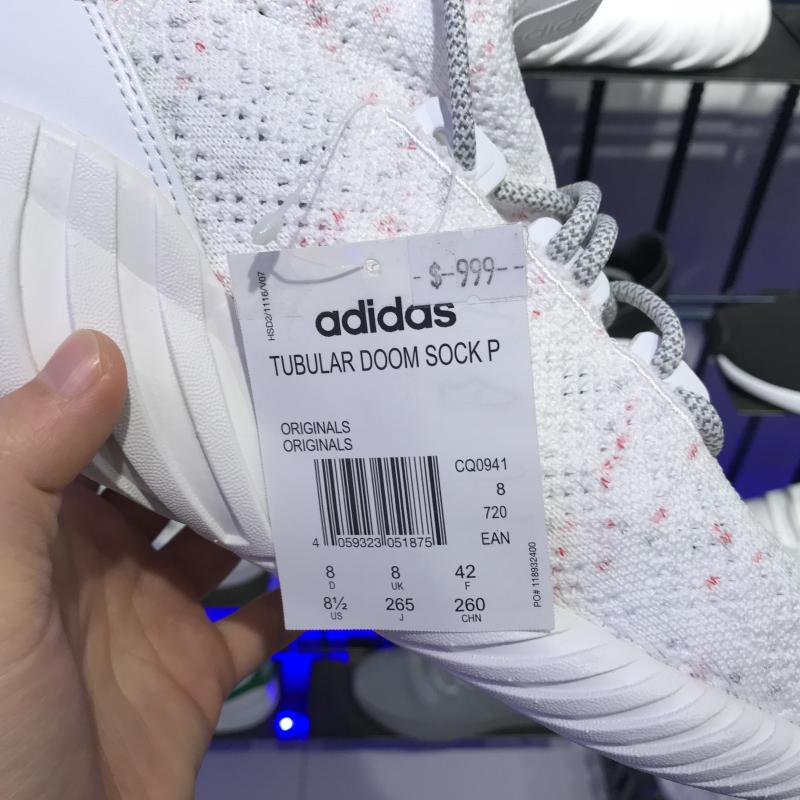 adidas
- $-999--
HSD2/1116/V07
adidas
TUBULAR DOOM SOCK P
ORIGINALS
ORIGINALS
CQ0941
8
720
EAN
4 059323 051875
8 8 42
D UK F
8½ 265 260
US J CHN
PO# 118932400